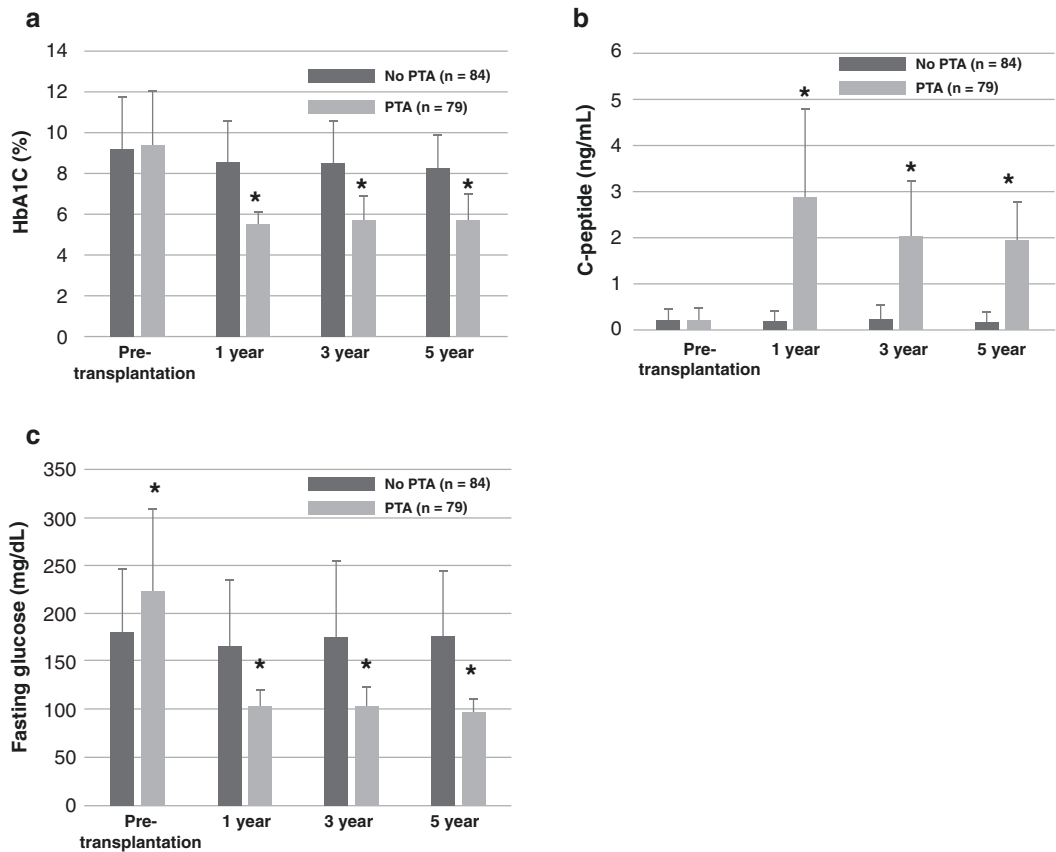 a
HbA1C (%)
14
12
10
8
6
4
2
0
No PTA (n = 84)
PTA (n = 79)
*
*
*
Pre-
transplantation
1 year
3 year
5 year
b
C-peptide (ng/mL)
6
5
4
3
2
1
0
No PTA (n = 84)
PTA (n = 79)
*
*
*
Pre-
transplantation
1 year
3 year
5 year
c
Fasting glucose (mg/dL)
350
300
250
200
150
100
50
0
No PTA (n = 84)
PTA (n = 79)
*
*
*
*
Pre-
transplantation
1 year
3 year
5 year